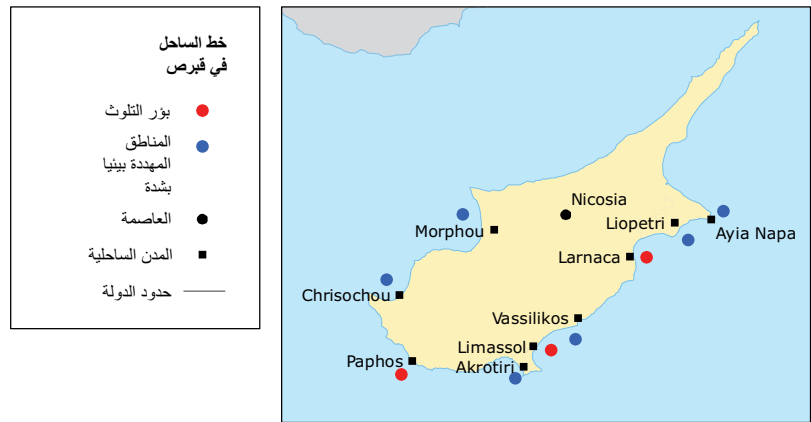 خط الساحل
في قبرص
بؤر التلوث
المناطق
المهددة بيئيا
بشدة
العاصمة
المدن الساحلية
حدود الدولة
Nicosia
Morphou
Liopetri
Ayia Napa
Larnaca
Chrisochou
Vassilikos
Limassol
Paphos
Akrotiri